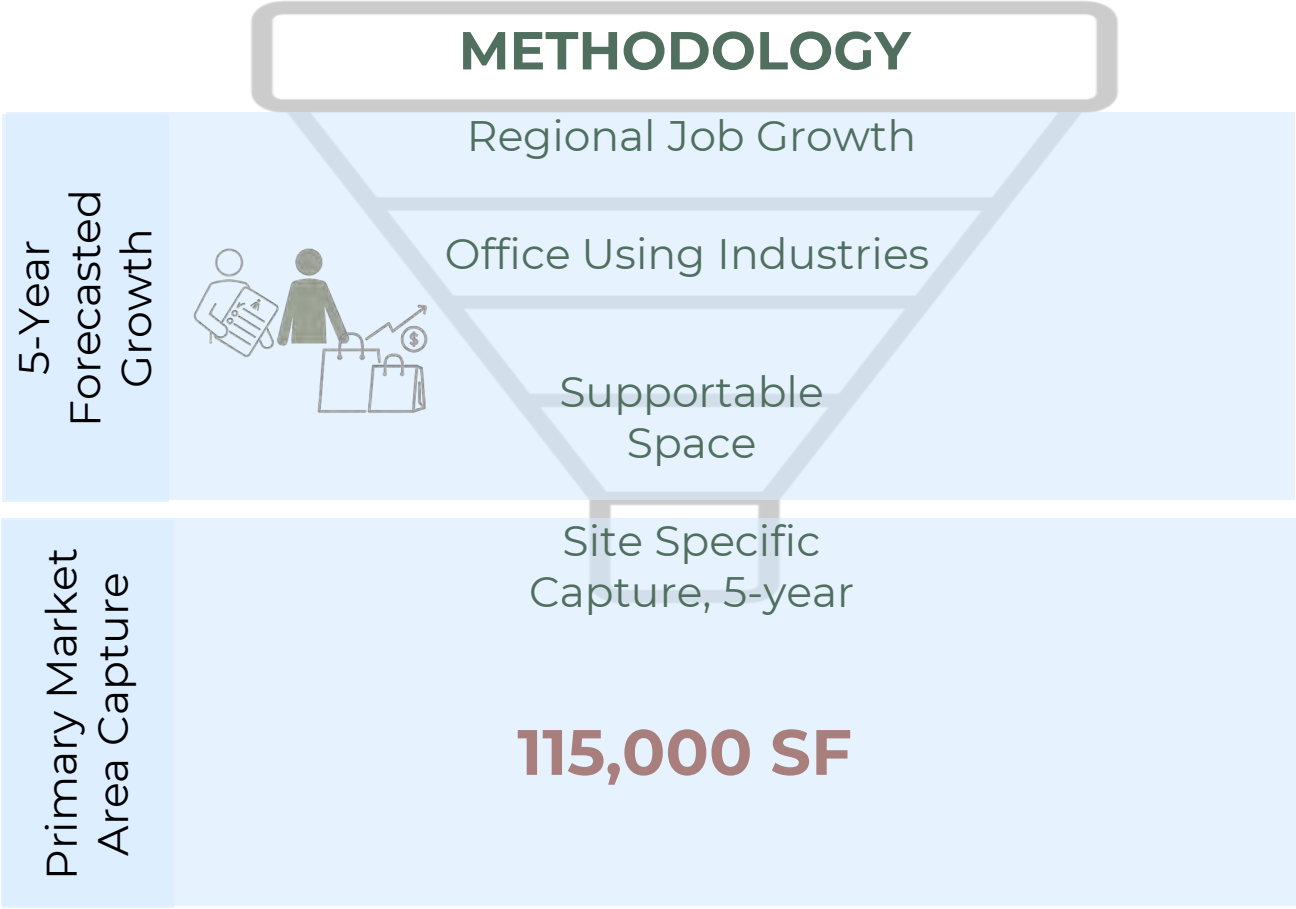 METHODOLOGY
5-Year
Forecasted
Growth
Regional Job Growth
Office Using Industries
$
Supportable
Space
Primary Market
Area Capture
Site Specific
Capture, 5-year
115,000 SF